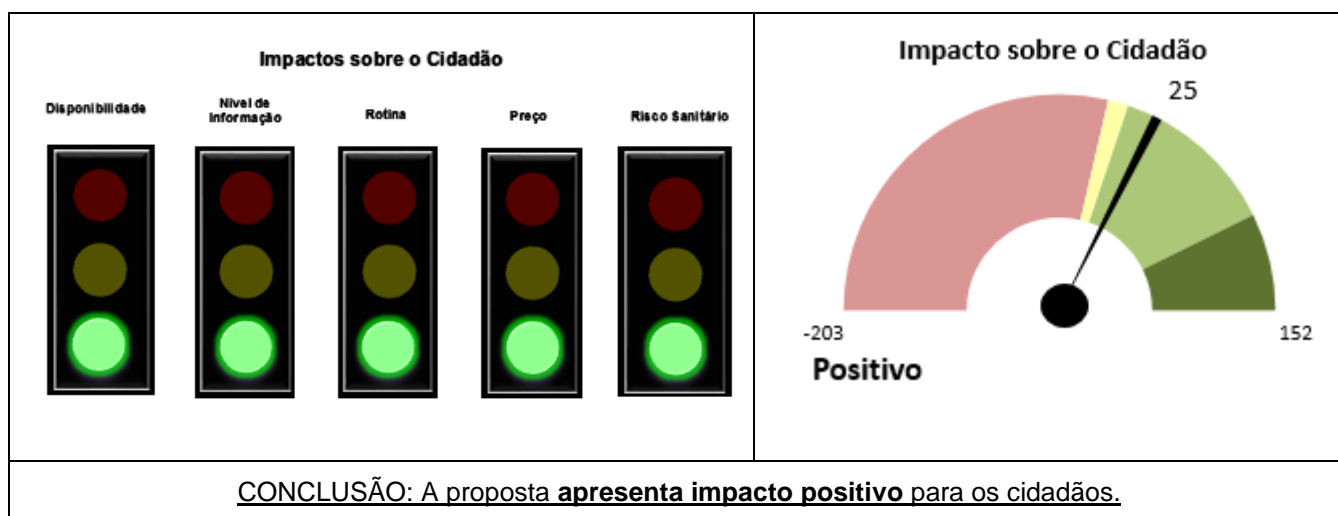 Impactos sobre o Cidadão
Disponibilidade
Nível de
Informação
Rotina
Preço
Risco Sanitário
Impacto sobre o Cidadão
25
-203
152
Positivo
CONCLUSÃO: A proposta apresenta impacto positivo para os cidadãos.